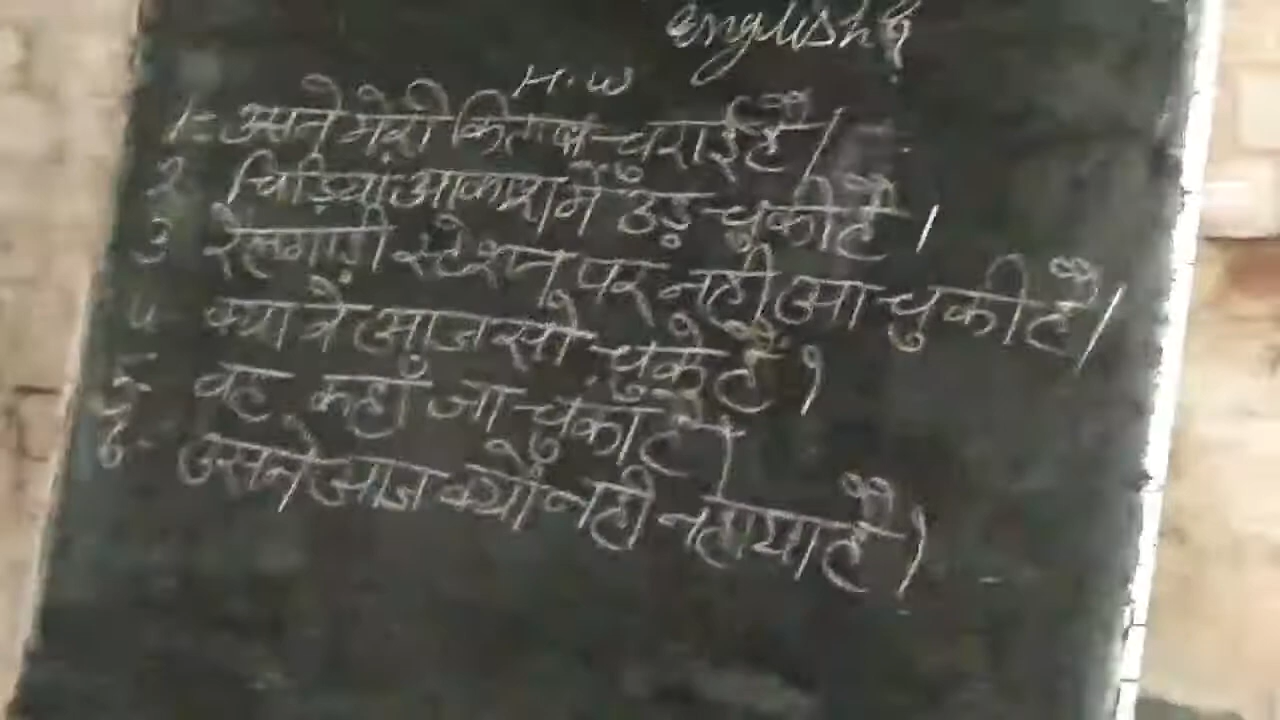 english
H.W
1= उसने मेरी किताब चुराई है।
2 चिड़िया आकाश में उड़ चुकी है।
3 रेलगाड़ी स्टेशन पर नही आ चुकी है।
4 क्या वे आज सो चुके है ?
5 वह कहाँ जा चुका है।
6- उसने आज क्यों नही नहाया है।